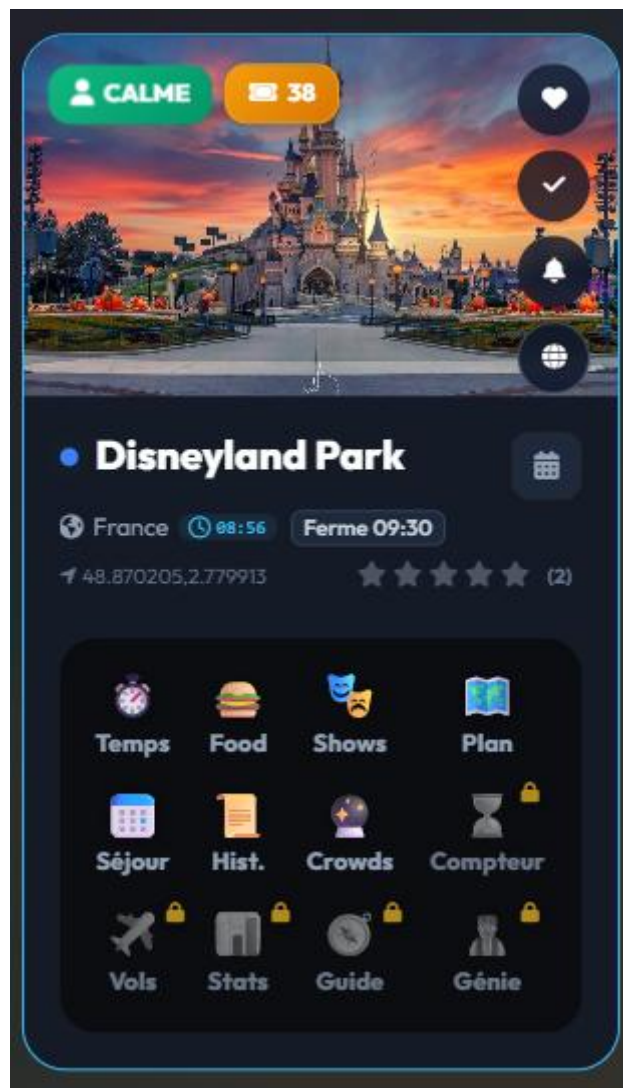 CALME 38
Disneyland Park
France 08:56 Ferme 09:30
48.870205,2.779913 (2)
Temps Food Shows Plan
Séjour Hist. Crowds Compteur
Vols Stats Guide Génie